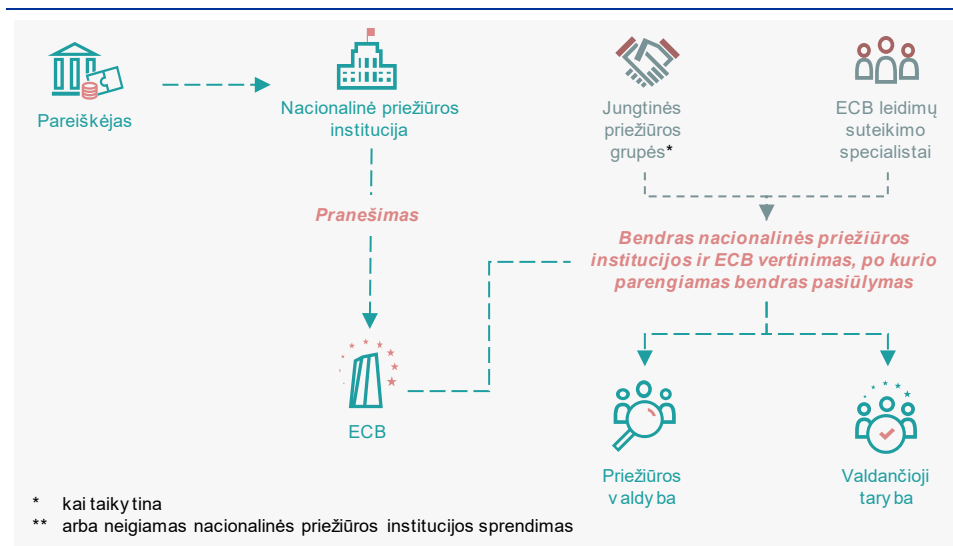 Pareiškėjas
Nacionalinė priežiūros
institucija
Jungtinės
priežiūros
grupės*
ECB leidimų
suteikimo
specialistai
Pranešimas
Bendras nacionalinės priežiūros
institucijos ir ECB vertinimas, po kurio
parengiamas bendras pasiūlymas
ECB
Priežiūros
valdyba
Valdančioji
taryba
* kai taikytina
** arba neigiamas nacionalinės priežiūros institucijos sprendimas